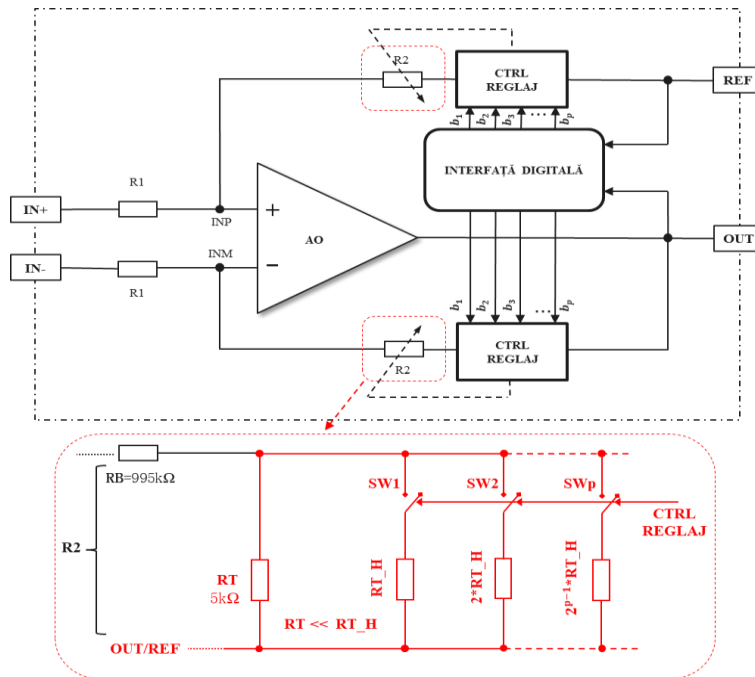 R2
CTRL
REGLAJ
REF
b₁
b₂
b₃
...
bₚ
INTERFAȚĂ DIGITALĂ
R1
IN+
INP
+
AO
OUT
INM
−
IN-
R1
b₁
b₂
b₃
...
bₚ
CTRL
REGLAJ
R2
RB=995kΩ
SW1
SW2
SWp
CTRL
REGLAJ
R2
RT
5kΩ
RT_H
2*RT_H
2ᵖ⁻¹*RT_H
RT << RT_H
OUT/REF